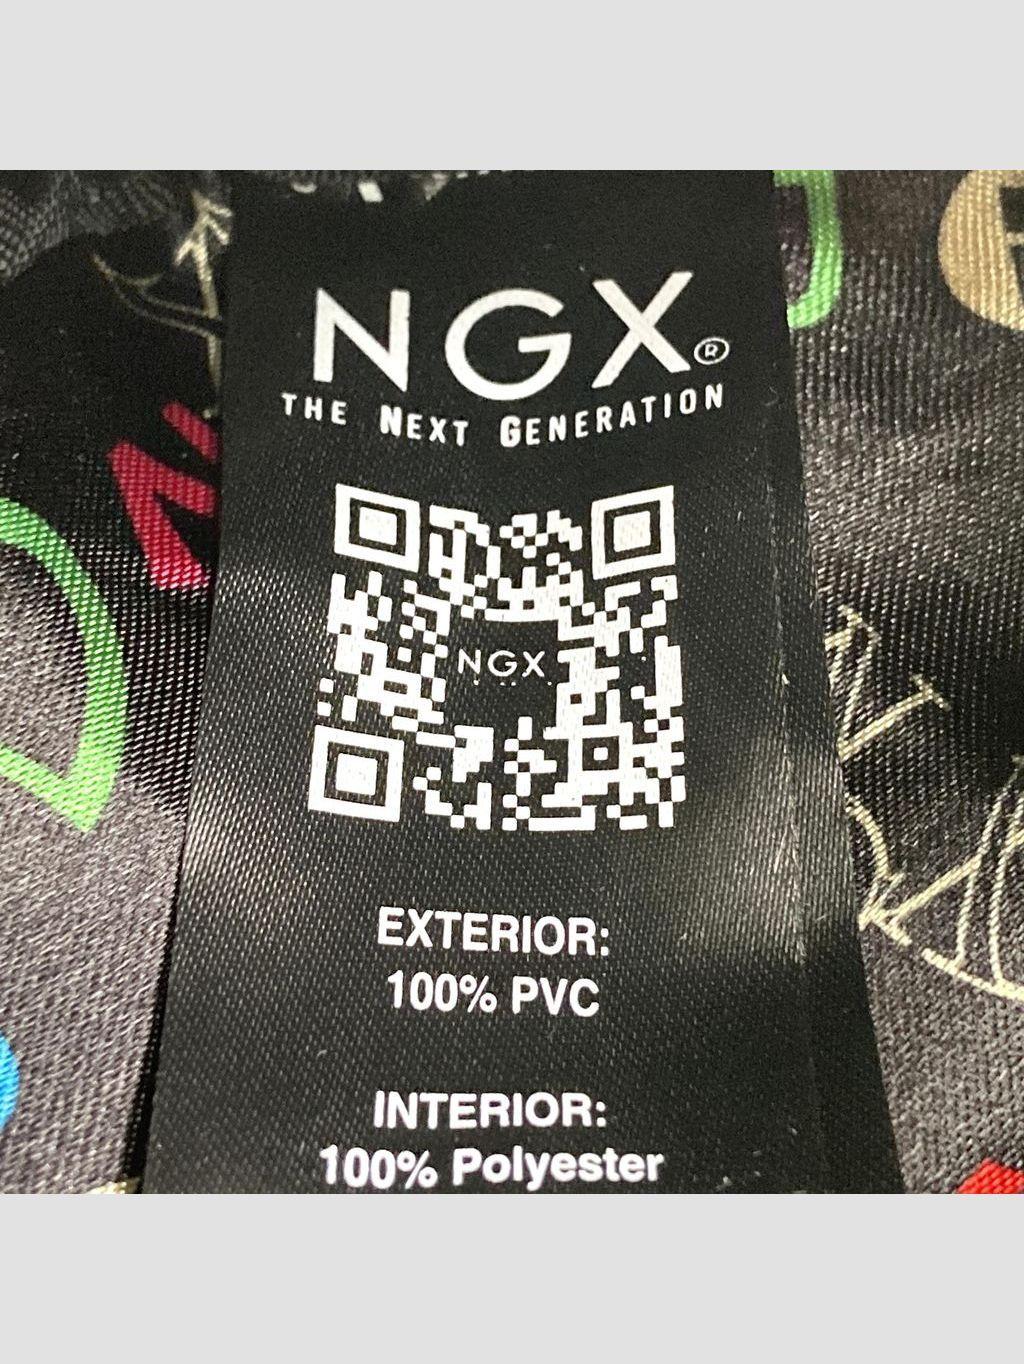 NGX®
THE NEXT GENERATION
NGX
EXTERIOR:
100% PVC
INTERIOR:
100% Polyester